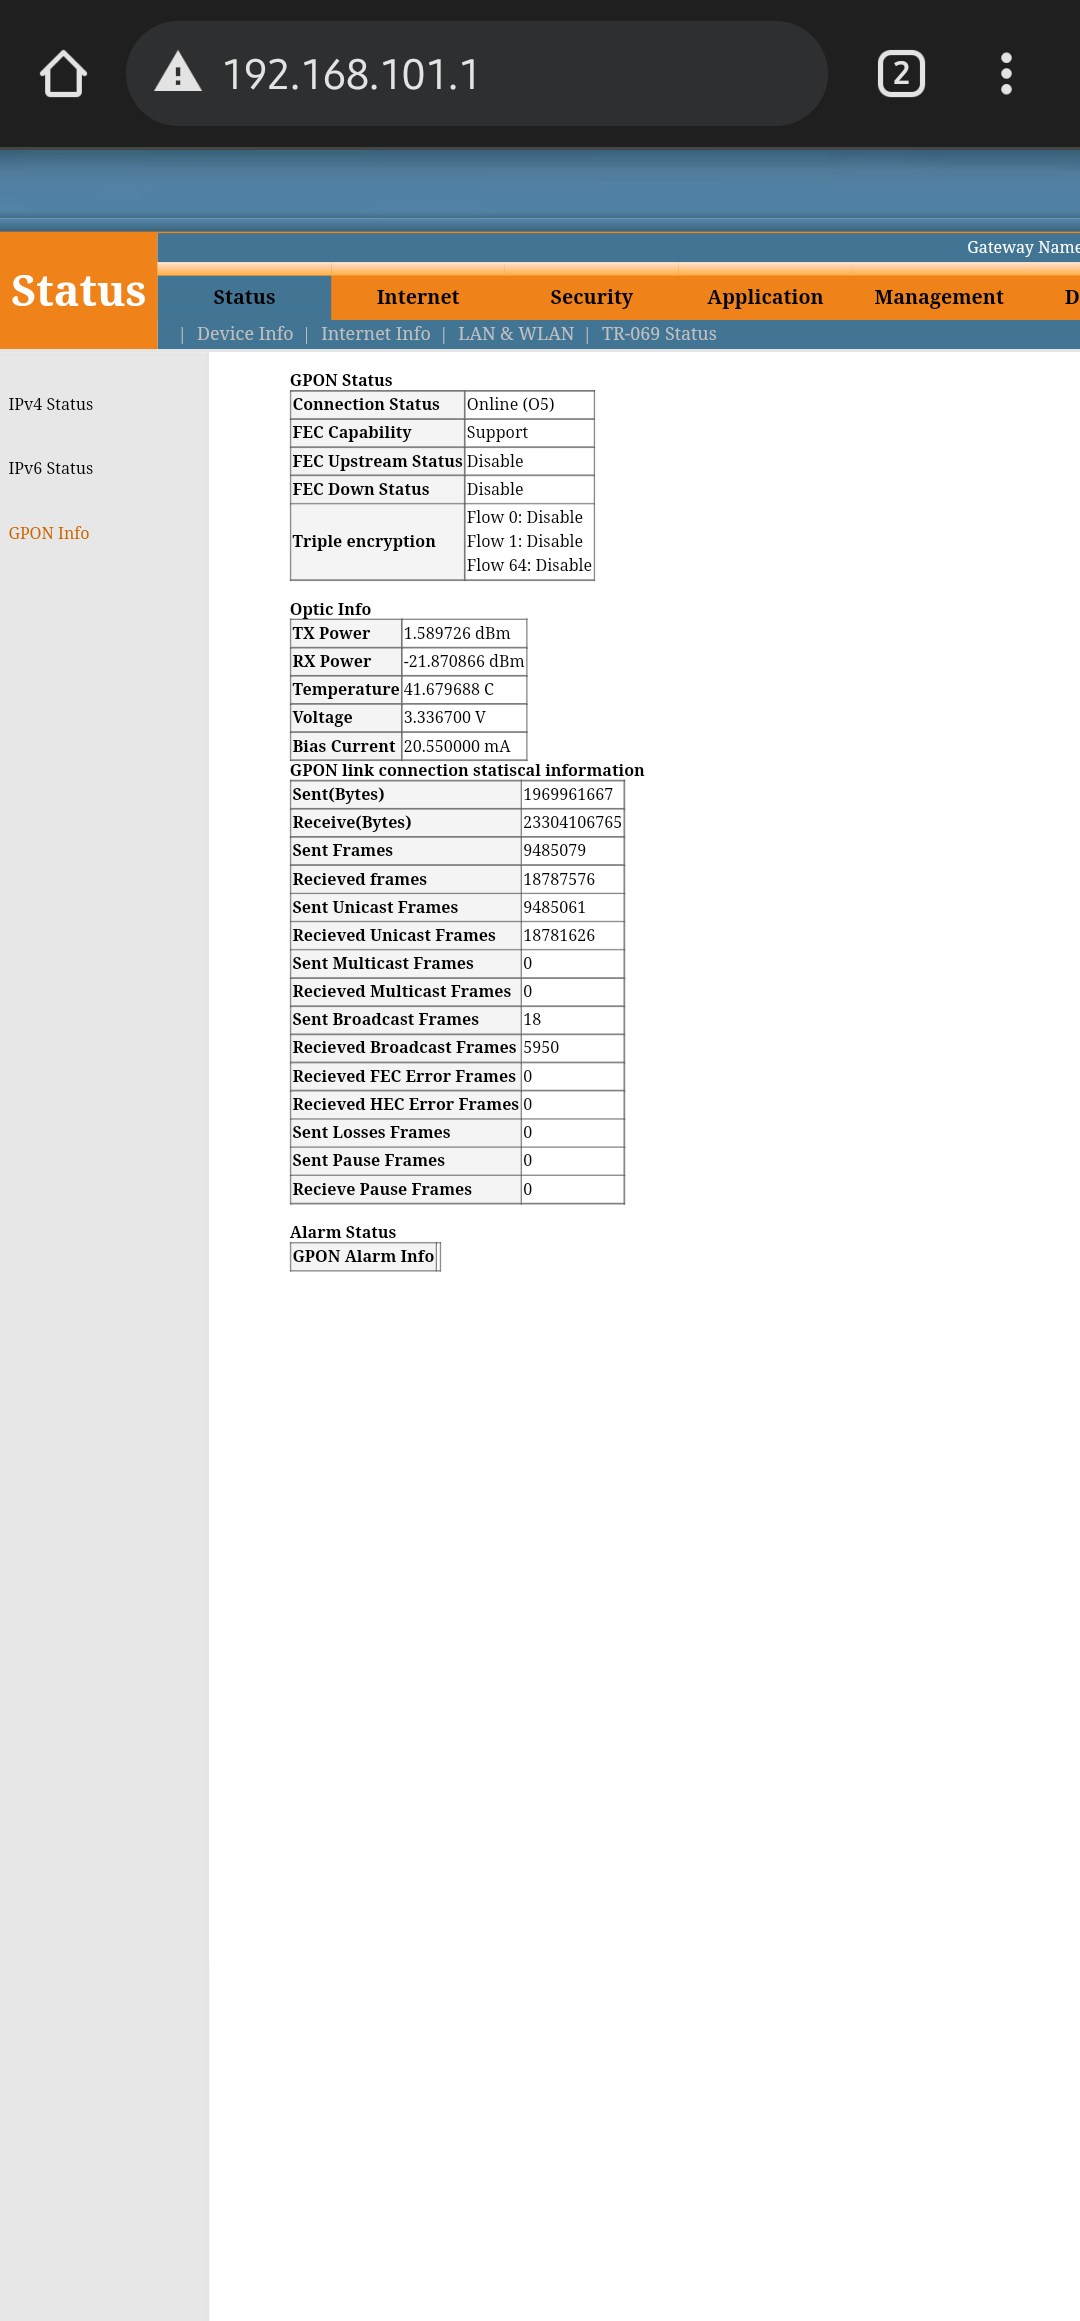 192.168.101.1
2
Gateway Name
Status
Status Internet Security Application Management D
| Device Info | Internet Info | LAN & WLAN | TR-069 Status
IPv4 Status
IPv6 Status
GPON Info
GPON Status
Connection Status Online (O5)
FEC Capability Support
FEC Upstream Status Disable
FEC Down Status Disable
Triple encryption
Flow 0: Disable
Flow 1: Disable
Flow 64: Disable
Optic Info
TX Power 1.589726 dBm
RX Power -21.870866 dBm
Temperature 41.679688 C
Voltage 3.336700 V
Bias Current 20.550000 mA
GPON link connection statiscal information
Sent(Bytes) 1969961667
Receive(Bytes) 23304106765
Sent Frames 9485079
Recieved frames 18787576
Sent Unicast Frames 9485061
Recieved Unicast Frames 18781626
Sent Multicast Frames 0
Recieved Multicast Frames 0
Sent Broadcast Frames 18
Recieved Broadcast Frames 5950
Recieved FEC Error Frames 0
Recieved HEC Error Frames 0
Sent Losses Frames 0
Sent Pause Frames 0
Recieve Pause Frames 0
Alarm Status
GPON Alarm Info